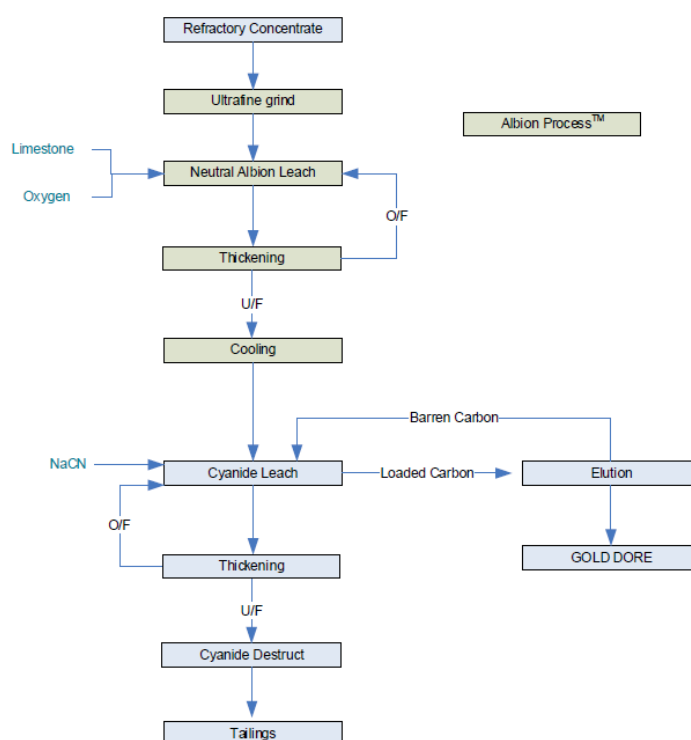 Refractory Concentrate
Ultrafine grind
Albion Process™
Limestone
Neutral Albion Leach
Oxygen
O/F
Thickening
U/F
Cooling
Barren Carbon
NaCN
Cyanide Leach
Loaded Carbon
Elution
O/F
Thickening
GOLD DORE
U/F
Cyanide Destruct
Tailings